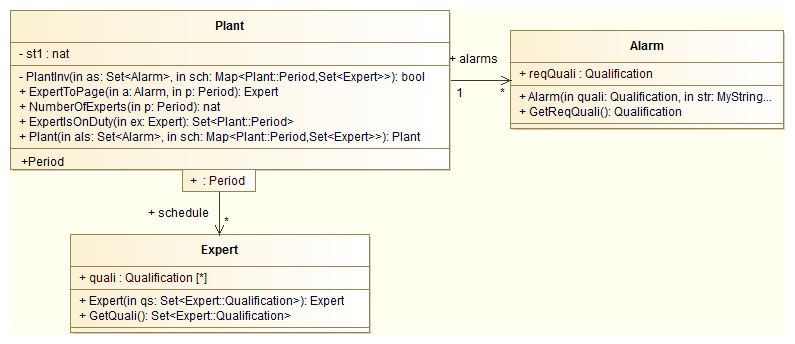 Plant
- st1 : nat
- PlantInv(in as: Set<Alarm>, in sch: Map<Plant::Period,Set<Expert>>): bool
+ ExpertToPage(in a: Alarm, in p: Period): Expert
+ NumberOfExperts(in p: Period): nat
+ ExpertIsOnDuty(in ex: Expert): Set<Plant::Period>
+ Plant(in als: Set<Alarm>, in sch: Map<Plant::Period,Set<Expert>>): Plant
+Period
+ : Period
+ alarms
1
*
Alarm
+ reqQuali : Qualification
+ Alarm(in quali: Qualification, in str: MyString...
+ GetReqQuali(): Qualification
+ schedule
*
Expert
+ quali : Qualification [*]
+ Expert(in qs: Set<Expert::Qualification>): Expert
+ GetQuali(): Set<Expert::Qualification>